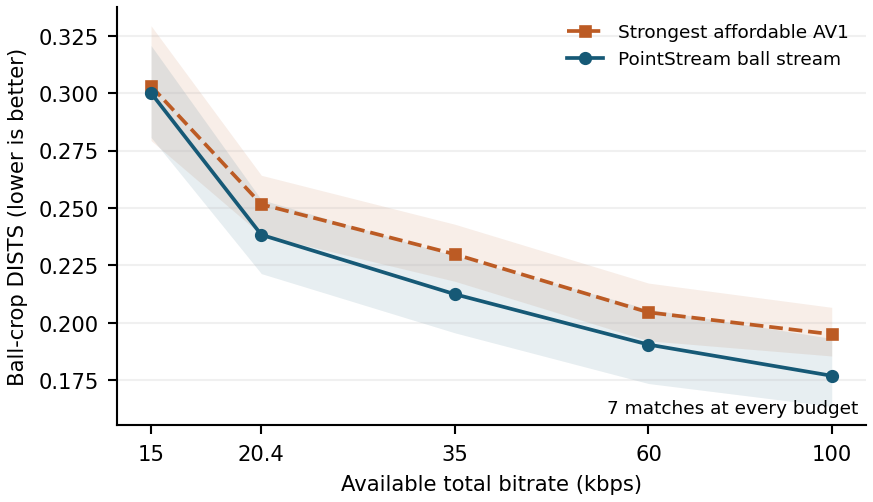 Strongest affordable AV1
PointStream ball stream
Ball-crop DISTS (lower is better)
0.325
0.300
0.275
0.250
0.225
0.200
0.175
7 matches at every budget
15 20.4 35 60 100
Available total bitrate (kbps)